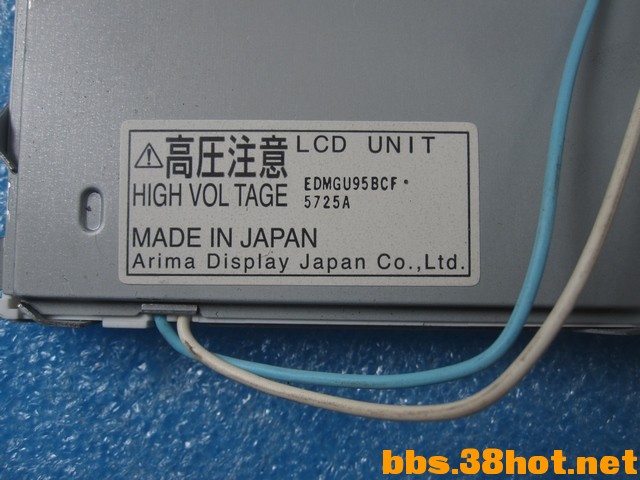 ⚠高圧注意 LCD UNIT
HIGH VOLTAGE EDMGU95BCF
5725A
MADE IN JAPAN
Arima Display Japan Co.,Ltd.
bbs.38hot.net